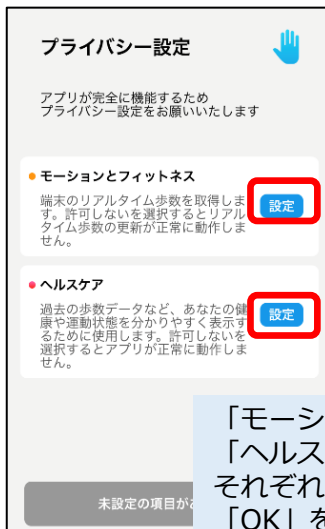 プライバシー設定
アプリが完全に機能するため
プライバシー設定をお願いいたします
モーションとフィットネス
端末のリアルタイム歩数を取得しま
す。許可しないを選択するとリアル
タイム歩数の更新が正常に動作しま
せん。
設定
ヘルスケア
過去の歩数データなど、あなたの健
康や運動状態を分かりやすく表示す
るために使用します。許可しないを
選択するとアプリが正常に動作しま
せん。
設定
「モーシ
「ヘルス
それぞれ
「OK」を
未設定の項目が